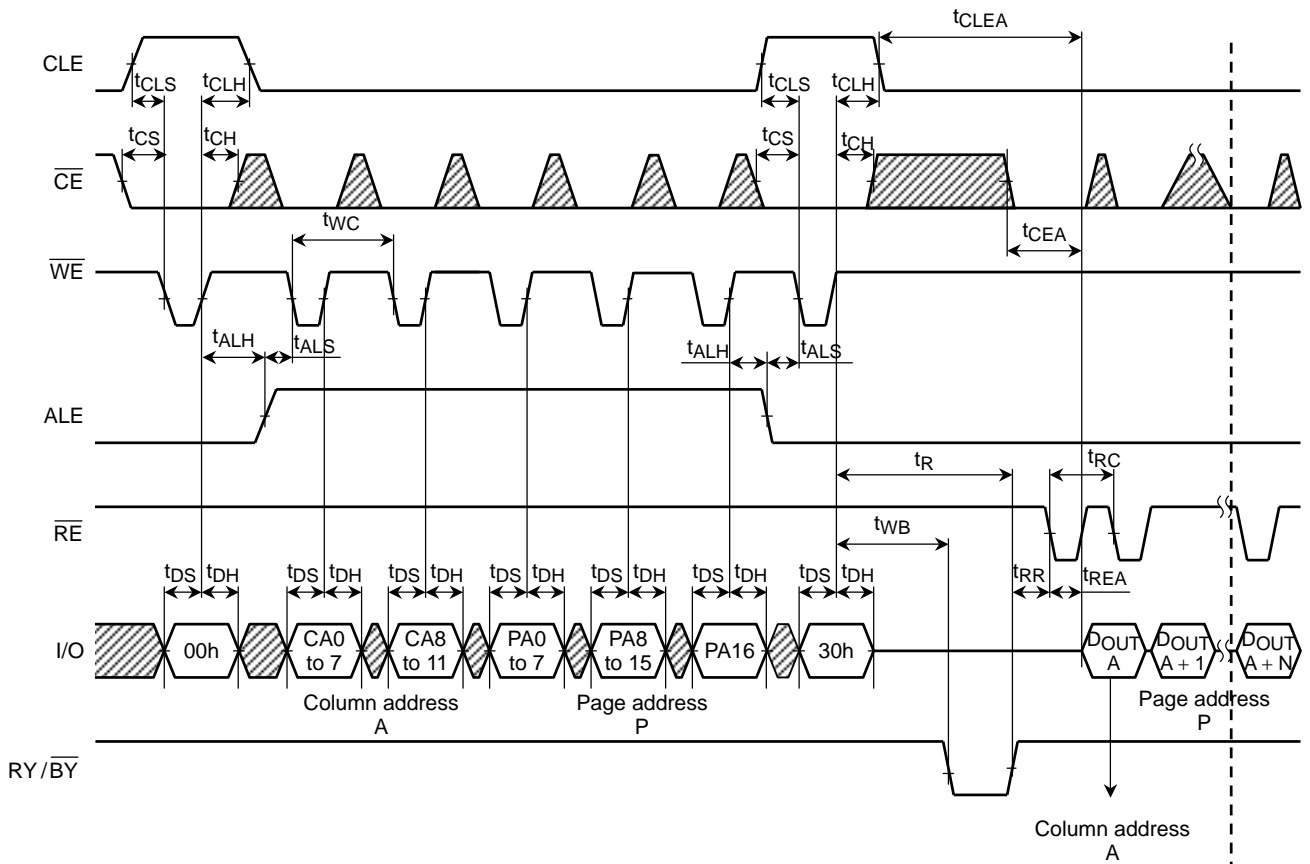 tCLEA
CLE
tCLS tCLH tCLS tCLH
tCS tCH tCS tCH
CE
tWC
tCEA
WE
tALH tALS tALH tALS
ALE
tR tRC
RE
tWB
tDS tDH tDS tDH tDS tDH tDS tDH tDS tDH tDS tDH tDS tDH tRR tREA
I/O 00h CA0 to 7 CA8 to 11 PA0 to 7 PA8 to 15 PA16 30h DOUT A DOUT A + 1 DOUT A + N
Column address A
Page address P
Page address P
RY/BY
Column address A